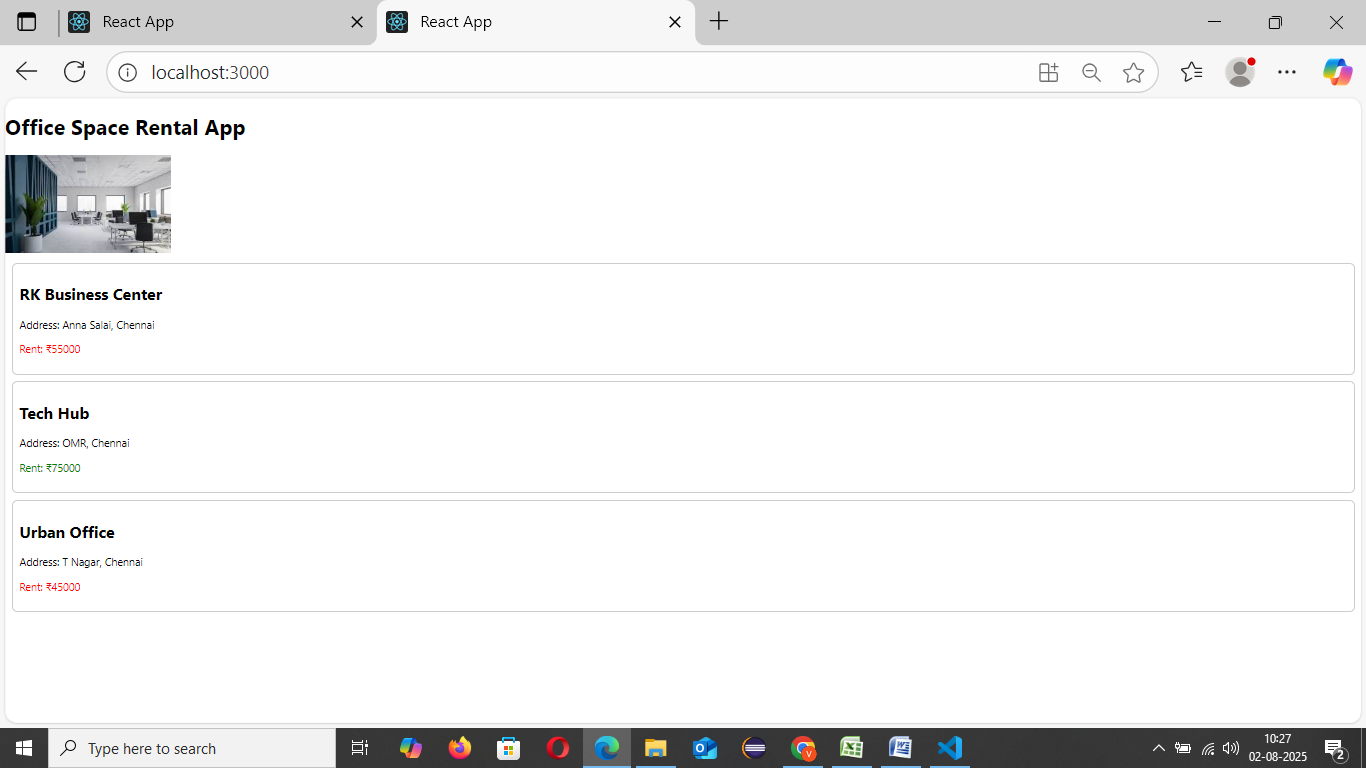 React App
React App
localhost:3000
Office Space Rental App
RK Business Center
Address: Anna Salai, Chennai
Rent: ₹55000
Tech Hub
Address: OMR, Chennai
Rent: ₹75000
Urban Office
Address: T Nagar, Chennai
Rent: ₹45000
Type here to search
V
10:27
02-08-2025
2